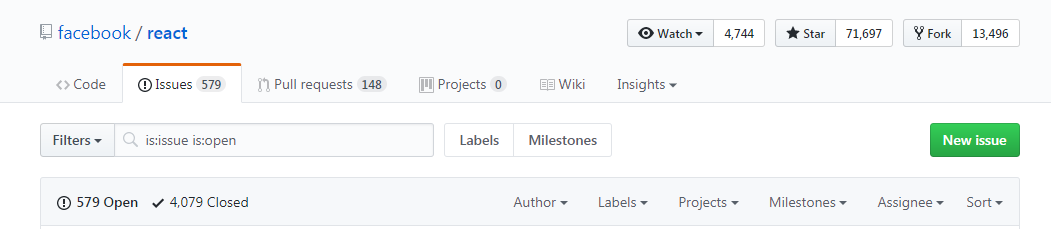 facebook / react Watch 4,744 Star 71,697 Fork 13,496
Code Issues 579 Pull requests 148 Projects 0 Wiki Insights
Filters is:issue is:open Labels Milestones New issue
579 Open 4,079 Closed Author Labels Projects Milestones Assignee Sort